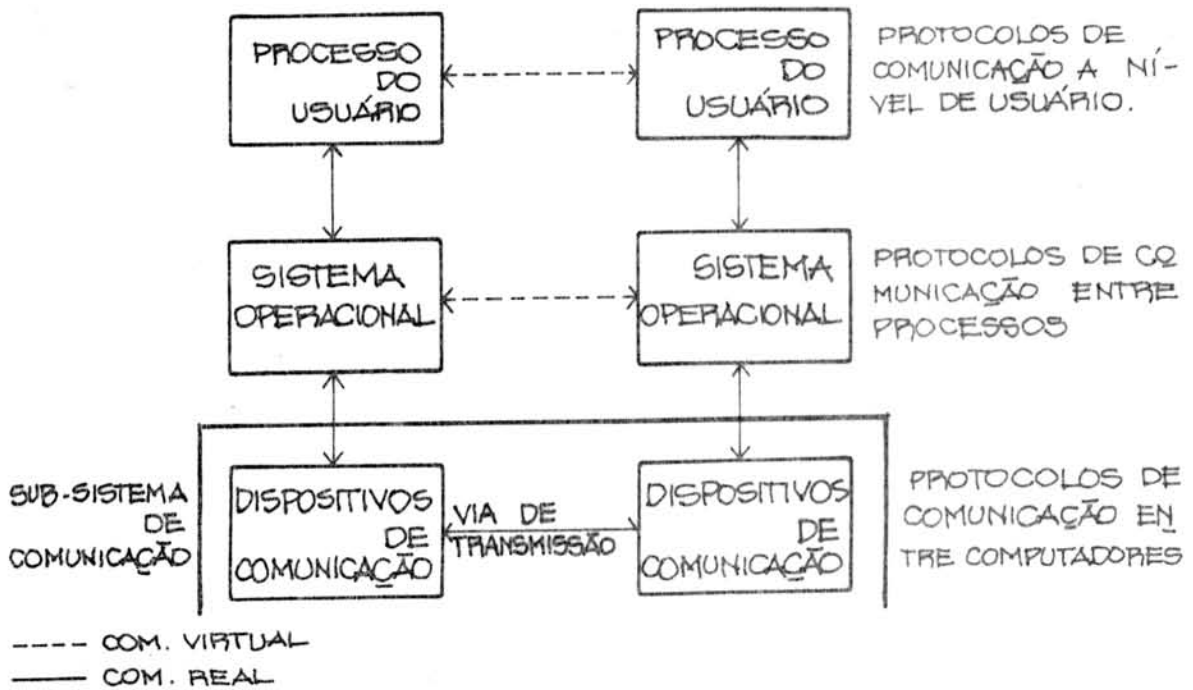 PROCESSO
DO
USUÁRIO
PROCESSO
DO
USUÁRIO
PROTOCOLOS DE
COMUNICAÇÃO A NÍ-
VEL DE USUÁRIO.
SISTEMA
OPERACIONAL
SISTEMA
OPERACIONAL
PROTOCOLOS DE CO
MUNICAÇÃO ENTRE
PROCESSOS
SUB-SISTEMA
DE
COMUNICAÇÃO
DISPOSITIVOS
DE
COMUNICAÇÃO
VIA DE
TRANSMISSÃO
DISPOSITIVOS
DE
COMUNICAÇÃO
PROTOCOLOS DE
COMUNICAÇÃO EN
TRE COMPUTADORES
---- COM. VIRTUAL
—— COM. REAL